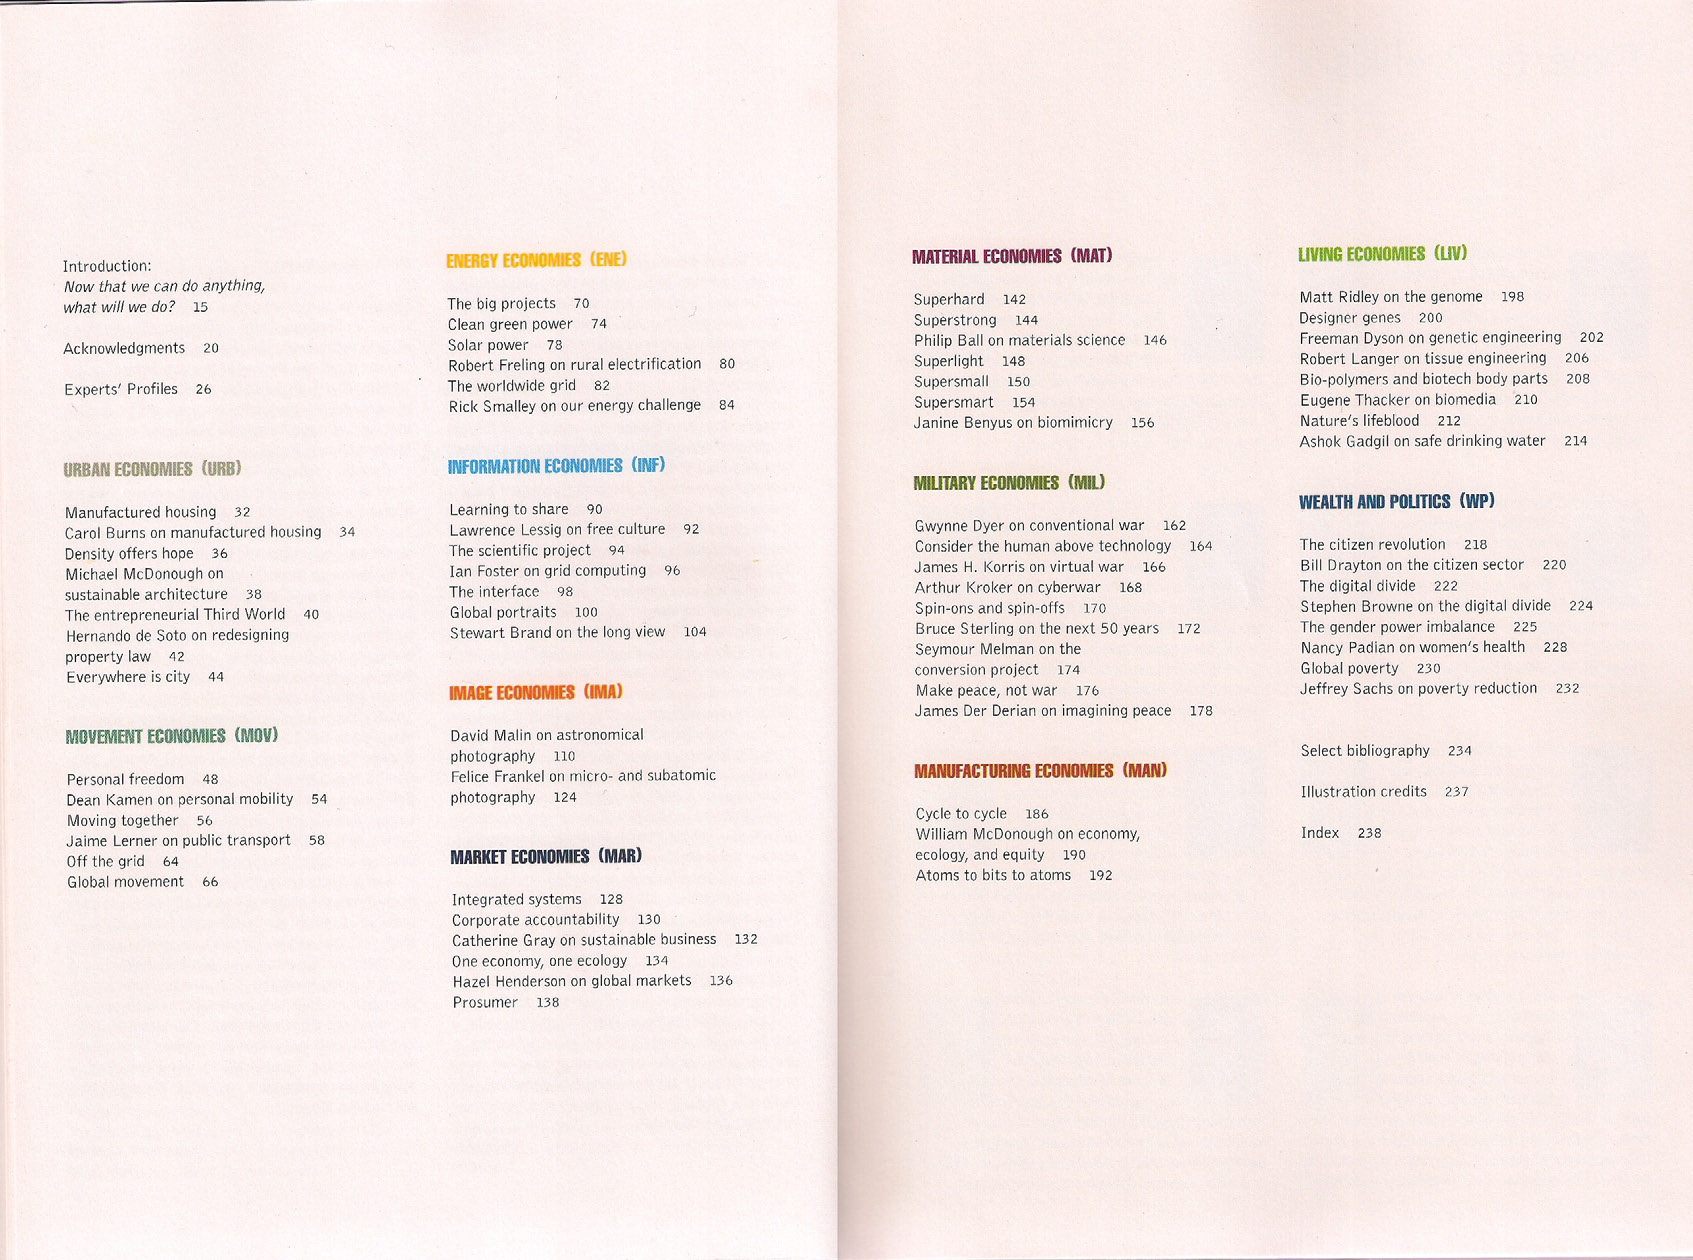 Introduction:
Now that we can do anything,
what will we do? 15
Acknowledgments 20
Experts' Profiles 26
URBAN ECONOMIES (URB)
Manufactured housing 32
Carol Burns on manufactured housing 34
Density offers hope 36
Michael McDonough on
sustainable architecture 38
The entrepreneurial Third World 40
Hernando de Soto on redesigning
property law 42
Everywhere is city 44
MOVEMENT ECONOMIES (MOV)
Personal freedom 48
Dean Kamen on personal mobility 54
Moving together 56
Jaime Lerner on public transport 58
Off the grid 64
Global movement 66
ENERGY ECONOMIES (ENE)
The big projects 70
Clean green power 74
Solar power 78
Robert Freling on rural electrification 80
The worldwide grid 82
Rick Smalley on our energy challenge 84
INFORMATION ECONOMIES (INF)
Learning to share 90
Lawrence Lessig on free culture 92
The scientific project 94
Ian Foster on grid computing 96
The interface 98
Global portraits 100
Stewart Brand on the long view 104
IMAGE ECONOMIES (IMA)
David Malin on astronomical
photography 110
Felice Frankel on micro- and subatomic
photography 124
MARKET ECONOMIES (MAR)
Integrated systems 128
Corporate accountability 130
Catherine Gray on sustainable business 132
One economy, one ecology 134
Hazel Henderson on global markets 136
Prosumer 138
MATERIAL ECONOMIES (MAT)
Superhard 142
Superstrong 144
Philip Ball on materials science 146
Superlight 148
Supersmall 150
Supersmart 154
Janine Benyus on biomimicry 156
MILITARY ECONOMIES (MIL)
Gwynne Dyer on conventional war 162
Consider the human above technology 164
James H. Korris on virtual war 166
Arthur Kroker on cyberwar 168
Spin-ons and spin-offs 170
Bruce Sterling on the next 50 years 172
Seymour Melman on the
conversion project 174
Make peace, not war 176
James Der Derian on imagining peace 178
MANUFACTURING ECONOMIES (MAN)
Cycle to cycle 186
William McDonough on economy,
ecology, and equity 190
Atoms to bits to atoms 192
LIVING ECONOMIES (LIV)
Matt Ridley on the genome 198
Designer genes 200
Freeman Dyson on genetic engineering 202
Robert Langer on tissue engineering 206
Bio-polymers and biotech body parts 208
Eugene Thacker on biomedia 210
Nature's lifeblood 212
Ashok Gadgil on safe drinking water 214
WEALTH AND POLITICS (WP)
The citizen revolution 218
Bill Drayton on the citizen sector 220
The digital divide 222
Stephen Browne on the digital divide 224
The gender power imbalance 225
Nancy Padian on women's health 228
Global poverty 230
Jeffrey Sachs on poverty reduction 232
Select bibliography 234
Illustration credits 237
Index 238